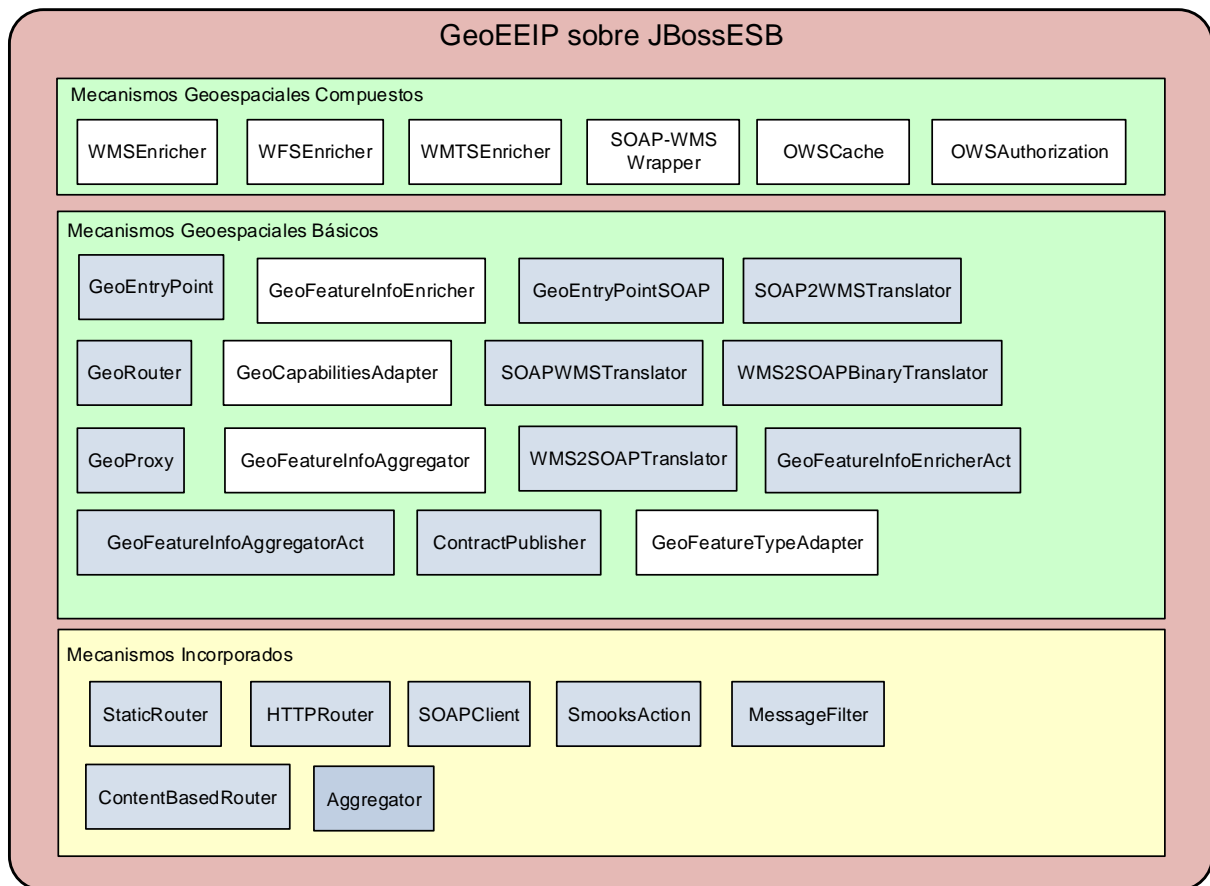 GeoEEIP sobre JBossESB
Mecanismos Geoespaciales Compuestos
WMSEnricher
WFSEnricher
WMTSEnricher
SOAP-WMS
Wrapper
OWSCache
OWSAuthorization
Mecanismos Geoespaciales Básicos
GeoEntryPoint
GeoFeatureInfoEnricher
GeoEntryPointSOAP
SOAP2WMSTranslator
GeoRouter
GeoCapabilitiesAdapter
SOAPWMSTranslator
WMS2SOAPBinaryTranslator
GeoProxy
GeoFeatureInfoAggregator
WMS2SOAPTranslator
GeoFeatureInfoEnricherAct
GeoFeatureInfoAggregatorAct
ContractPublisher
GeoFeatureTypeAdapter
Mecanismos Incorporados
StaticRouter
HTTPRouter
SOAPClient
SmooksAction
MessageFilter
ContentBasedRouter
Aggregator